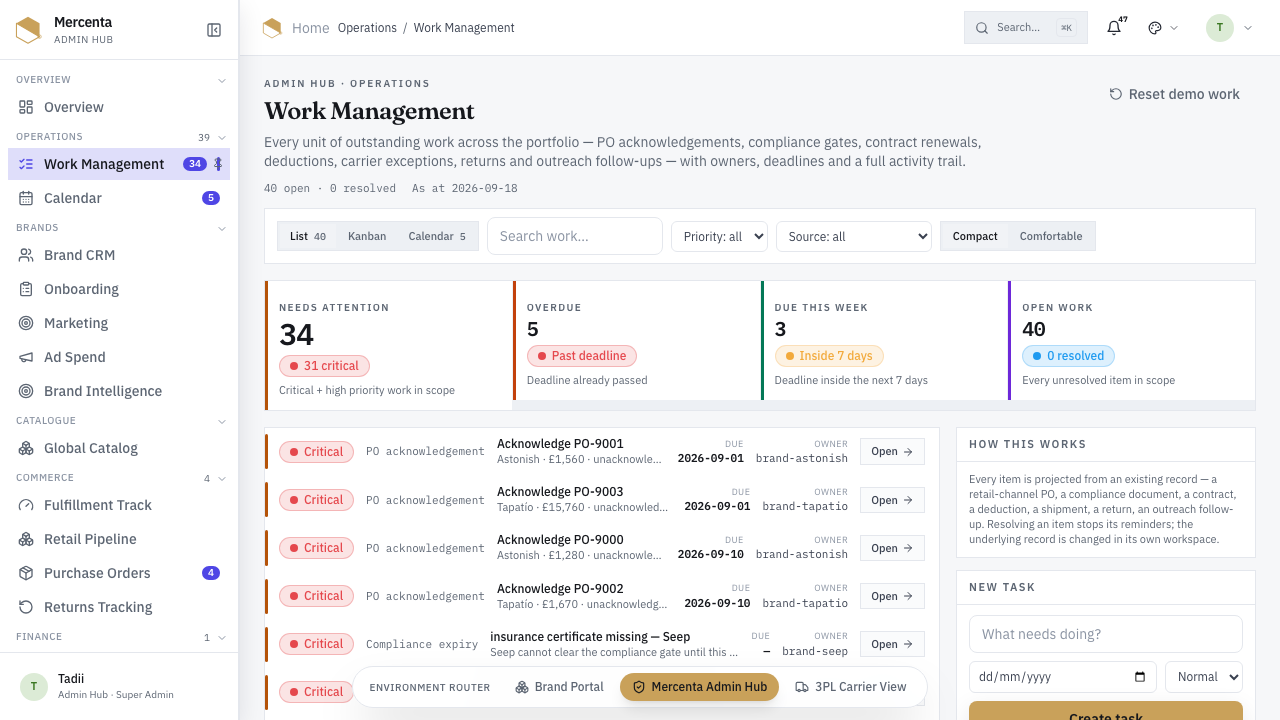 Mercenta
ADMIN HUB
OVERVIEW
Overview
OPERATIONS 39
Work Management 34
Calendar 5
BRANDS
Brand CRM
Onboarding
Marketing
Ad Spend
Brand Intelligence
CATALOGUE
Global Catalog
COMMERCE 4
Fulfillment Track
Retail Pipeline
Purchase Orders 4
Returns Tracking
FINANCE 1
T
Tadii
Admin Hub · Super Admin
Home Operations / Work Management
Search... ⌘K
47
T
ADMIN HUB · OPERATIONS
Work Management
Reset demo work
Every unit of outstanding work across the portfolio — PO acknowledgements, compliance gates, contract renewals,
deductions, carrier exceptions, returns and outreach follow-ups — with owners, deadlines and a full activity trail.
40 open · 0 resolved As at 2026-09-18
List 40 Kanban Calendar 5 Search work... Priority: all Source: all Compact Comfortable
NEEDS ATTENTION
34
31 critical
Critical + high priority work in scope
OVERDUE
5
Past deadline
Deadline already passed
DUE THIS WEEK
3
Inside 7 days
Deadline inside the next 7 days
OPEN WORK
40
0 resolved
Every unresolved item in scope
Critical PO acknowledgement Acknowledge PO-9001 DUE OWNER Open →
Astonish · £1,560 · unacknowle... 2026-09-01 brand-astonish
Critical PO acknowledgement Acknowledge PO-9003 DUE OWNER Open →
Tapatio · £15,760 · unacknowled... 2026-09-01 brand-tapatio
Critical PO acknowledgement Acknowledge PO-9000 DUE OWNER Open →
Astonish · £1,280 · unacknowle... 2026-09-10 brand-astonish
Critical PO acknowledgement Acknowledge PO-9002 DUE OWNER Open →
Tapatio · £1,670 · unacknowledg... 2026-09-10 brand-tapatio
Critical Compliance expiry insurance certificate missing — Seep DUE OWNER Open →
Seep cannot clear the compliance gate until this ... — brand-seep
Critical
HOW THIS WORKS
Every item is projected from an existing record — a
retail-channel PO, a compliance document, a contract,
a deduction, a shipment, a return, an outreach follow-
up. Resolving an item stops its reminders; the
underlying record is changed in its own workspace.
NEW TASK
What needs doing?
dd/mm/yyyy Normal
Create task
ENVIRONMENT ROUTER Brand Portal Mercenta Admin Hub 3PL Carrier View